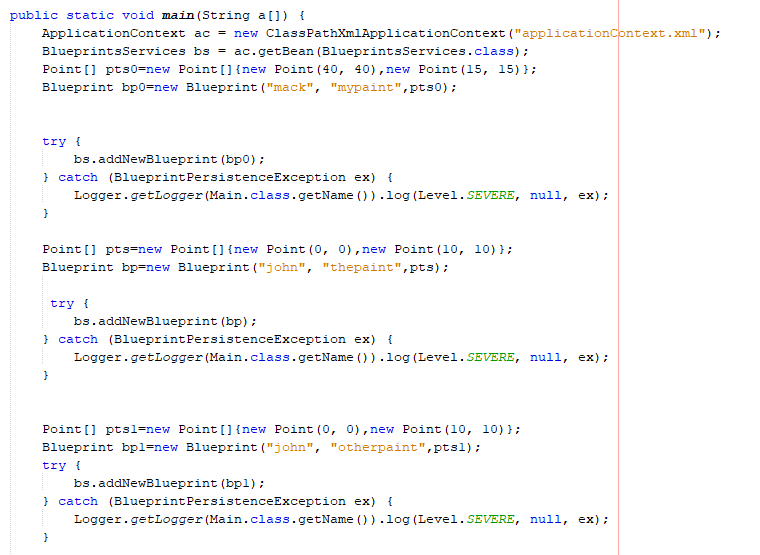 public static void main(String a[]) {
ApplicationContext ac = new ClassPathXmlApplicationContext("applicationContext.xml");
BlueprintsServices bs = ac.getBean(BlueprintsServices.class);
Point[] pts0=new Point[]{new Point(40, 40),new Point(15, 15)};
Blueprint bp0=new Blueprint("mack", "mypaint",pts0);
try {
bs.addNewBlueprint(bp0);
} catch (BlueprintPersistenceException ex) {
Logger.getLogger(Main.class.getName()).log(Level.SEVERE, null, ex);
}
Point[] pts=new Point[]{new Point(0, 0),new Point(10, 10)};
Blueprint bp=new Blueprint("john", "thepaint",pts);
try {
bs.addNewBlueprint(bp);
} catch (BlueprintPersistenceException ex) {
Logger.getLogger(Main.class.getName()).log(Level.SEVERE, null, ex);
}
Point[] pts1=new Point[]{new Point(0, 0),new Point(10, 10)};
Blueprint bp1=new Blueprint("john", "otherpaint",pts1);
try {
bs.addNewBlueprint(bp1);
} catch (BlueprintPersistenceException ex) {
Logger.getLogger(Main.class.getName()).log(Level.SEVERE, null, ex);
}